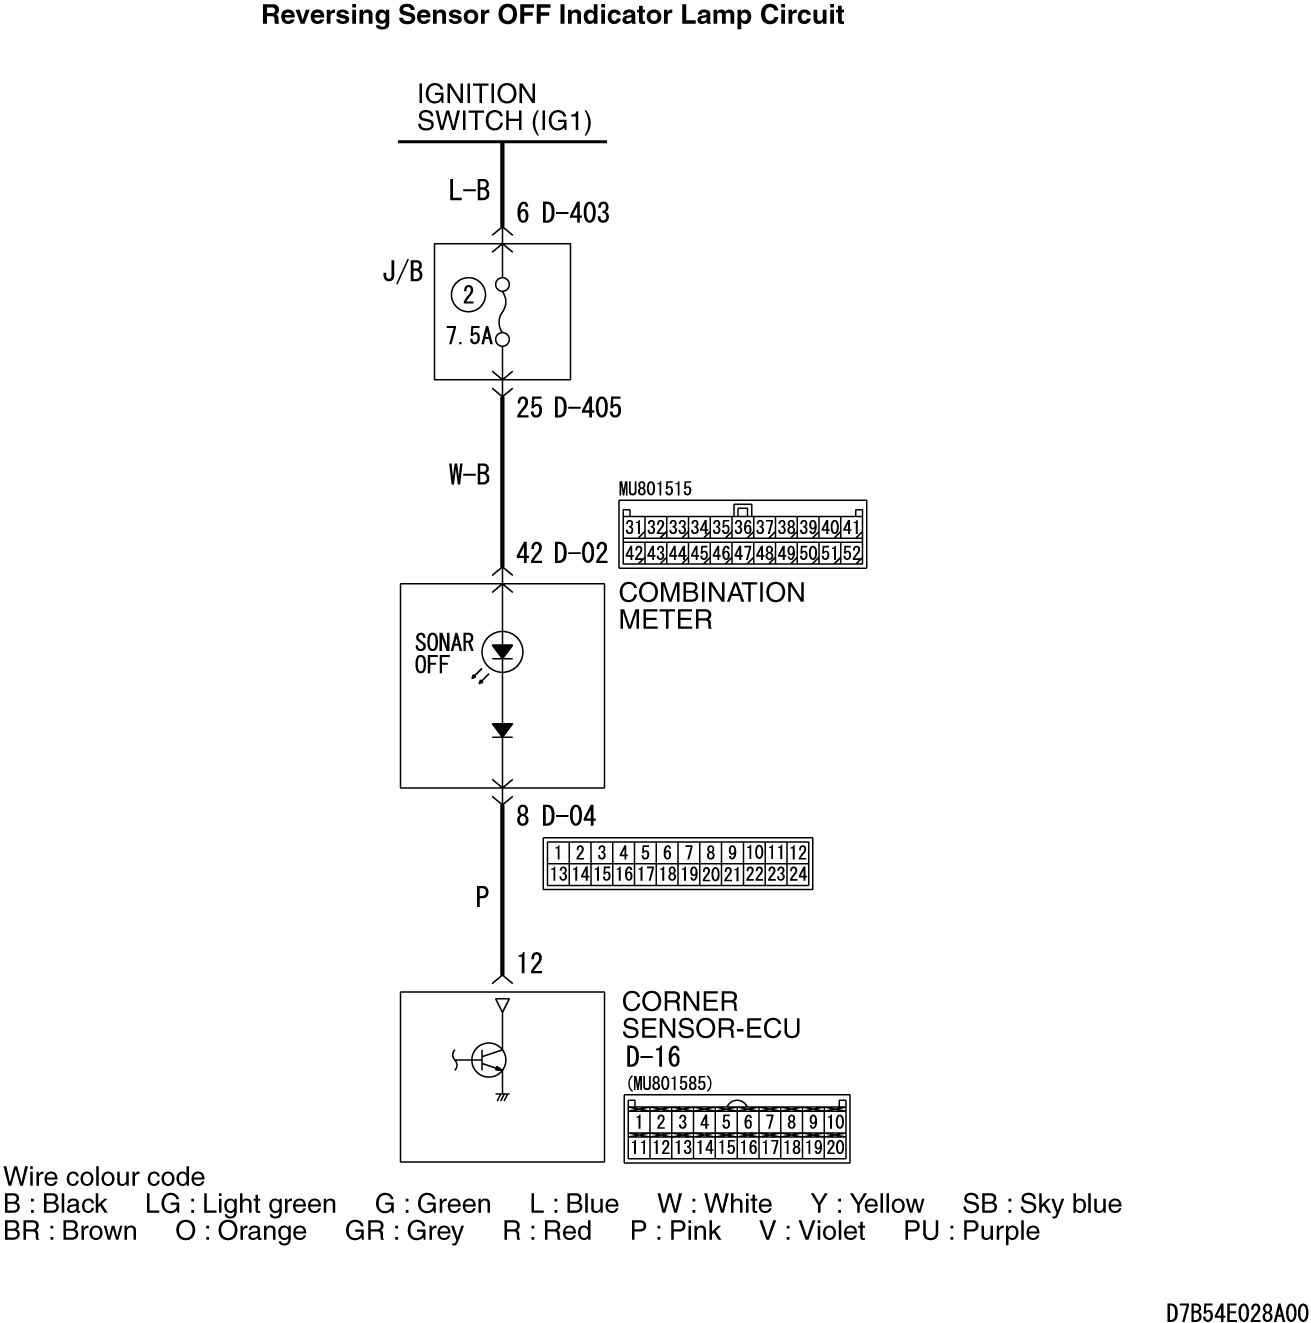 Reversing Sensor OFF Indicator Lamp Circuit
IGNITION
SWITCH (IG1)
L-B
6 D-403
J/B
2
7.5A
25 D-405
W-B
MU801515
31 32 33 34 35 36 37 38 39 40 41
42 43 44 45 46 47 48 49 50 51 52
42 D-02
COMBINATION
METER
SONAR
OFF
8 D-04
1 2 3 4 5 6 7 8 9 10 11 12
13 14 15 16 17 18 19 20 21 22 23 24
P
12
CORNER
SENSOR-ECU
D-16
(MU801585)
1 2 3 4 5 6 7 8 9 10
11 12 13 14 15 16 17 18 19 20
Wire colour code
B : Black LG : Light green G : Green L : Blue W : White Y : Yellow SB : Sky blue
BR : Brown O : Orange GR : Grey R : Red P : Pink V : Violet PU : Purple
D7B54E028A00